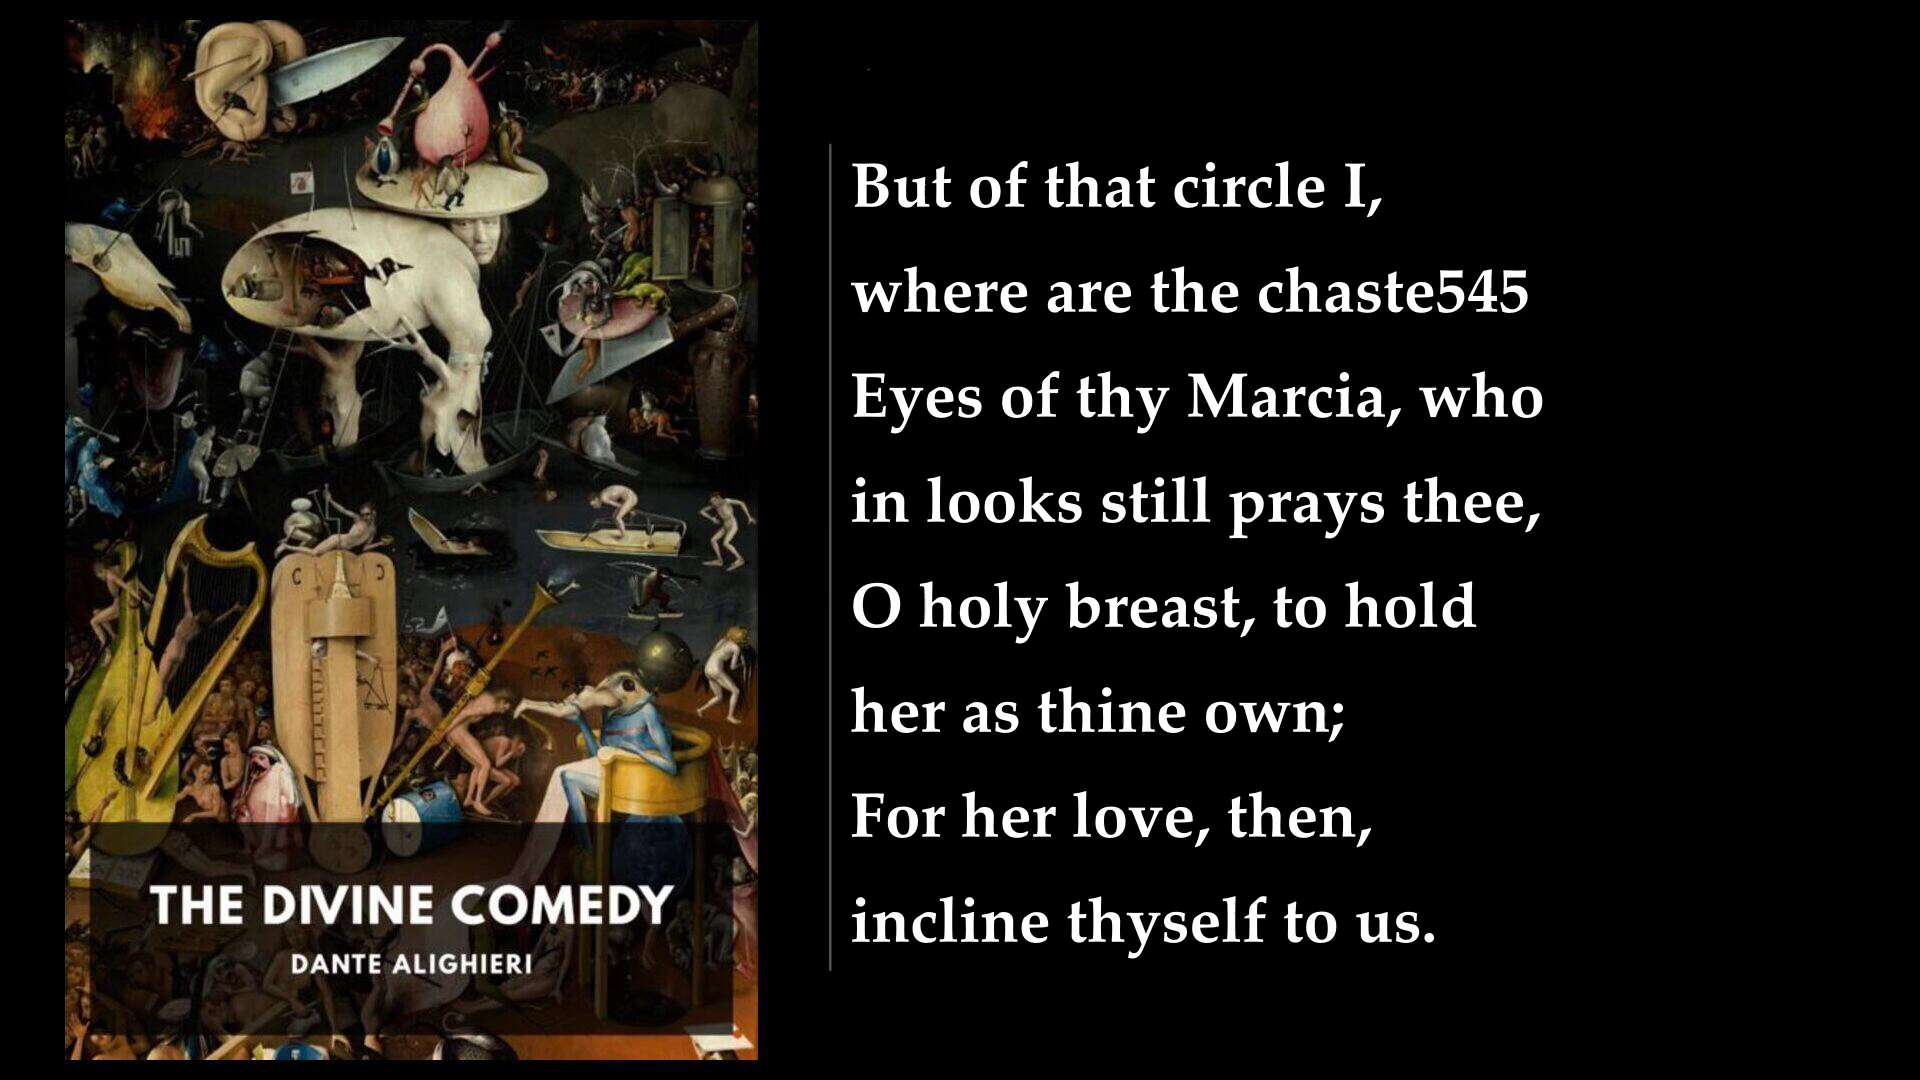 THE DIVINE COMEDY
DANTE ALIGHIERI
But of that circle I,
where are the chaste545
Eyes of thy Marcia, who
in looks still prays thee,
O holy breast, to hold
her as thine own;
For her love, then,
incline thyself to us.